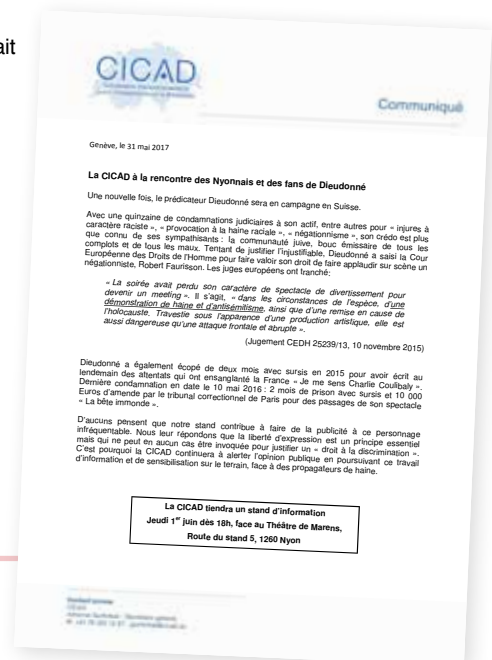 ait
CICAD
Communiqué
Genève, le 31 mai 2017
La CICAD à la rencontre des Nyonnais et des fans de Dieudonné
Une nouvelle fois, le prédicateur Dieudonné sera en campagne en Suisse.
Avec une quinzaine de condamnations judiciaires à son actif, entre autres pour « injures à
caractère raciste », « provocation à la haine raciale », « négationnisme », son crédo est plus
que connu de ses sympathisants : la communauté juive, bouc émissaire de tous les
complots et de tous les maux. Tentant de justifier l'injustifiable, Dieudonné a saisi la Cour
Européenne des Droits de l'Homme pour faire valoir son droit de faire applaudir sur scène un
négationniste, Robert Faurisson. Les juges européens ont tranché:
« La soirée avait perdu son caractère de spectacle de divertissement pour
devenir un meeting ». Il s'agit, « dans les circonstances de l'espèce, d'une
démonstration de haine et d'antisémitisme, ainsi que d'une remise en cause de
l'holocauste. Travestie sous l'apparence d'une production artistique, elle est
aussi dangereuse qu'une attaque frontale et abrupte ».
(Jugement CEDH 25239/13, 10 novembre 2015)
Dieudonné a également écopé de deux mois avec sursis en 2015 pour avoir écrit au
lendemain des attentats qui ont ensanglanté la France « Je me sens Charlie Coulibaly ».
Dernière condamnation en date le 10 mai 2016 : 2 mois de prison avec sursis et 10 000
Euros d'amende par le tribunal correctionnel de Paris pour des passages de son spectacle
« La bête immonde ».
D'aucuns pensent que notre stand contribue à faire de la publicité à ce personnage
infréquentable. Nous leur répondons que la liberté d'expression est un principe essentiel
mais qui ne peut en aucun cas être invoquée pour justifier un « droit à la discrimination ».
C'est pourquoi la CICAD continuera à alerter l'opinion publique en poursuivant ce travail
d'information et de sensibilisation sur le terrain, face à des propagateurs de haine.
La CICAD tiendra un stand d'information
Jeudi 1er juin dès 18h, face au Théâtre de Marens,
Route du stand 5, 1260 Nyon